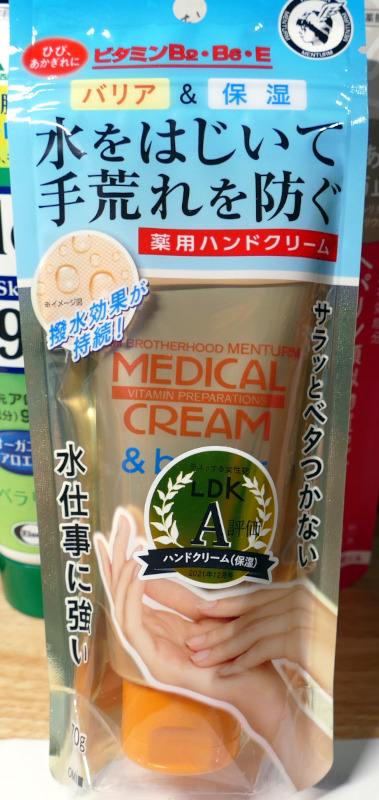 ひび、
あかぎれに
ビタミンB2・B6・E
MENTURM
バリア & 保湿
水をはじいて
手荒れを防ぐ
薬用ハンドクリーム
※イメージ図
撥水効果が
持続!
サラッとベタつかない
水仕事に強い
BROTHERHOOD MENTURM
MEDICAL
VITAMIN PREPARATIONS
CREAM
&
LDK
A評価
ハンドクリーム(保湿)
2021年12月号
70g